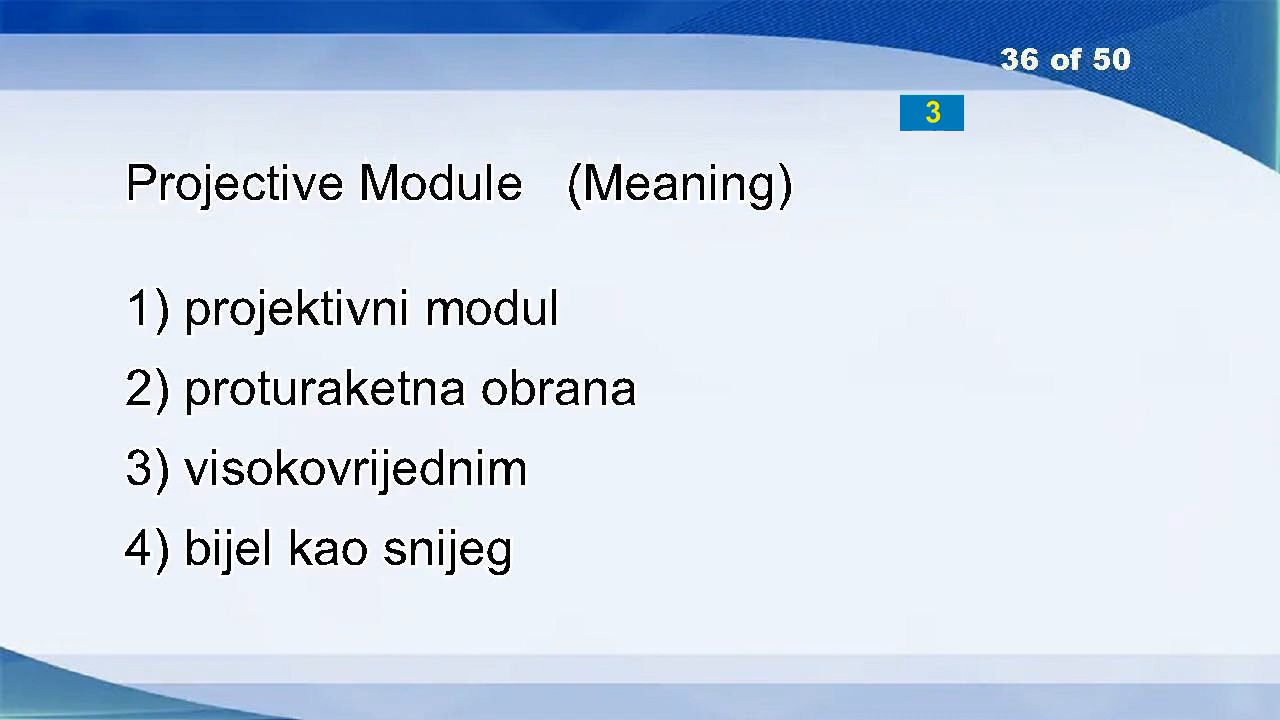 36 of 50
3
Projective Module (Meaning)
1) projektivni modul
2) proturaketna obrana
3) visokovrijednim
4) bijel kao snijeg